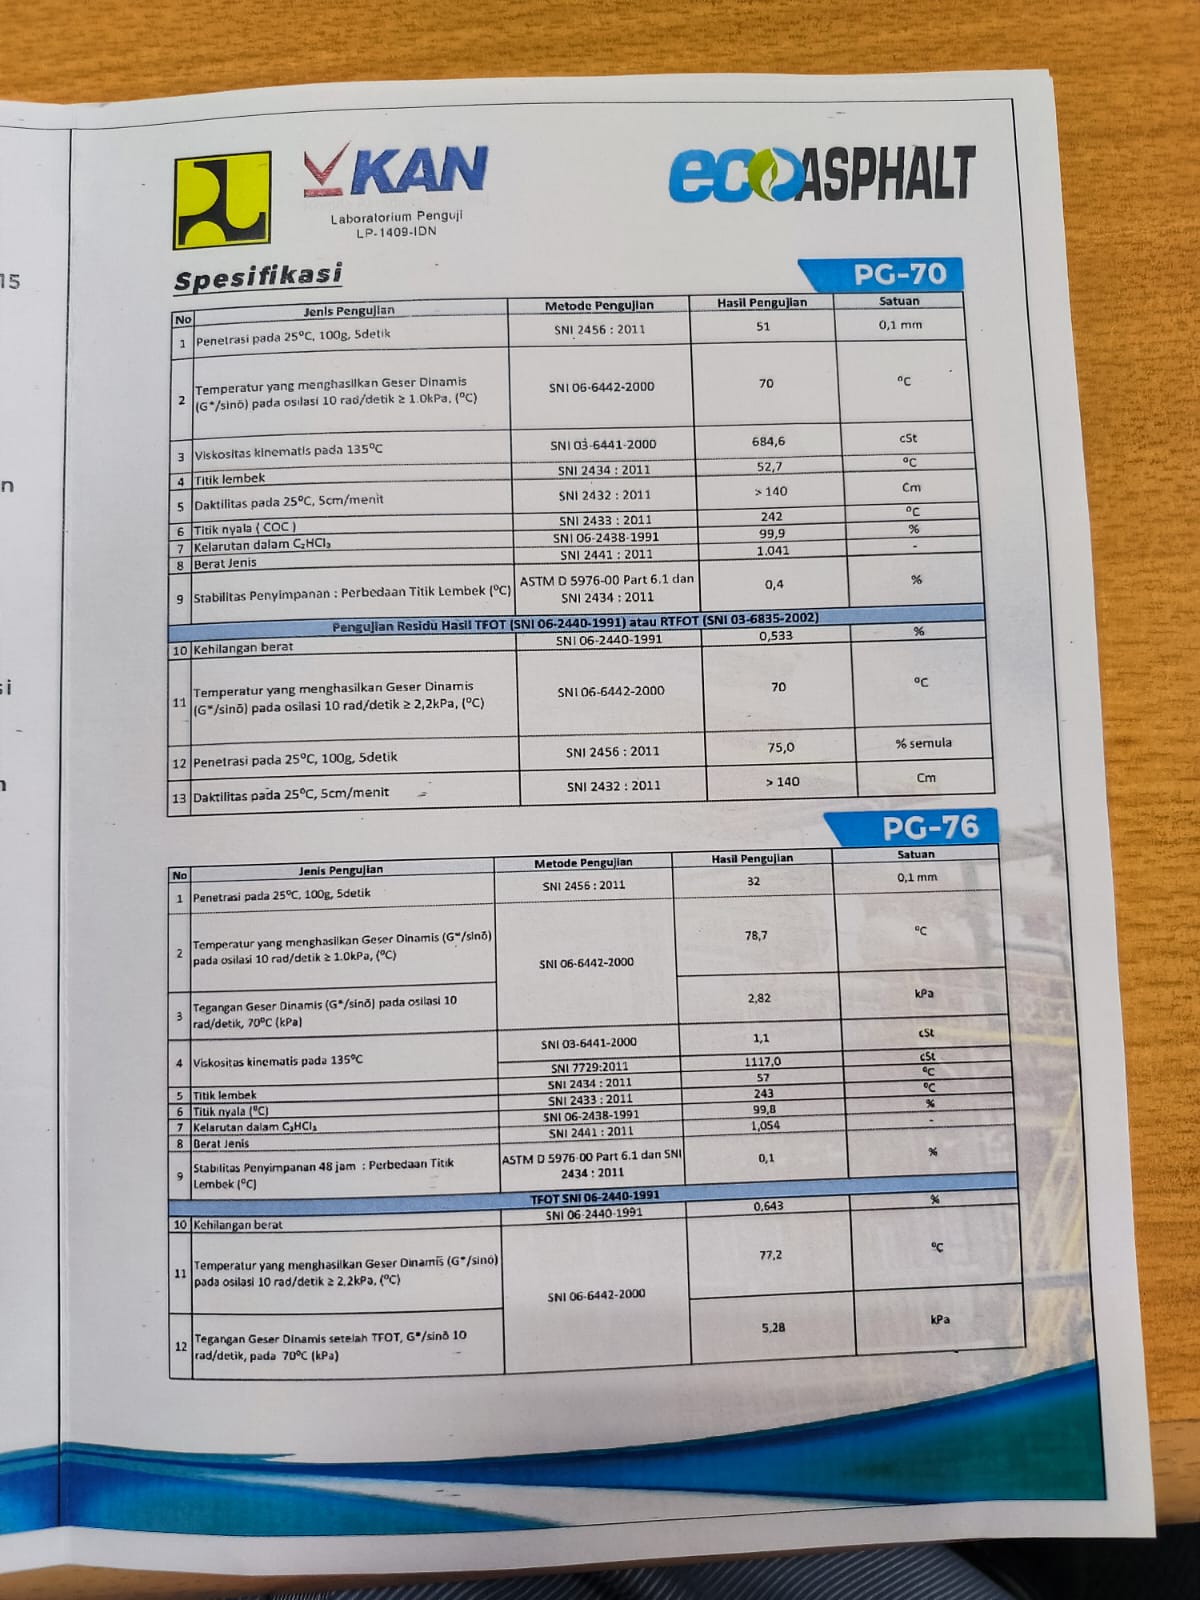 15
n
si
KAN
Laboratorium Penguji
LP-1409-IDN
ecoASPHALT
Spesifikasi
PG-70
No Jenis Pengujian Metode Pengujian Hasil Pengujian Satuan
1 Penetrasi pada 25°C, 100g, 5detik SNI 2456 : 2011 51 0,1 mm
2 Temperatur yang menghasilkan Geser Dinamis
(G*/sinō) pada osilasi 10 rad/detik ≥ 1.0kPa, (°C) SNI 06-6442-2000 70 °C
3 Viskositas kinematis pada 135°C SNI 03-6441-2000 684,6 cSt
4 Titik lembek SNI 2434 : 2011 52,7 °C
5 Daktilitas pada 25°C, 5cm/menit SNI 2432 : 2011 > 140 Cm
6 Titik nyala ( COC ) SNI 2433 : 2011 242 °C
7 Kelarutan dalam C₂HCl₃ SNI 06-2438-1991 99,9 %
8 Berat Jenis SNI 2441 : 2011 1.041 -
9 Stabilitas Penyimpanan : Perbedaan Titik Lembek (°C) ASTM D 5976-00 Part 6.1 dan
SNI 2434 : 2011 0,4 %
Pengujian Residu Hasil TFOT (SNI 06-2440-1991) atau RTFOT (SNI 03-6835-2002)
10 Kehilangan berat SNI 06-2440-1991 0,533 %
11 Temperatur yang menghasilkan Geser Dinamis
(G*/sinō) pada osilasi 10 rad/detik ≥ 2,2kPa, (°C) SNI 06-6442-2000 70 °C
12 Penetrasi pada 25°C, 100g, 5detik SNI 2456 : 2011 75,0 % semula
13 Daktilitas pada 25°C, 5cm/menit SNI 2432 : 2011 > 140 Cm
PG-76
No Jenis Pengujian Metode Pengujian Hasil Pengujian Satuan
1 Penetrasi pada 25°C, 100g, 5detik SNI 2456 : 2011 32 0,1 mm
2 Temperatur yang menghasilkan Geser Dinamis (G*/sinō)
pada osilasi 10 rad/detik ≥ 1.0kPa, (°C) SNI 06-6442-2000 78,7 °C
3 Tegangan Geser Dinamis (G*/sinō) pada osilasi 10
rad/detik, 70°C (kPa) 2,82 kPa
4 Viskositas kinematis pada 135°C SNI 03-6441-2000 1,1 cSt
SNI 7729:2011 1117,0 cSt
5 Titik lembek SNI 2434 : 2011 57 °C
6 Titik nyala (°C) SNI 2433 : 2011 243 °C
7 Kelarutan dalam C₂HCl₃ SNI 06-2438-1991 99,8 %
8 Berat Jenis SNI 2441 : 2011 1,054 -
9 Stabilitas Penyimpanan 48 jam : Perbedaan Titik
Lembek (°C) ASTM D 5976-00 Part 6.1 dan SNI
2434 : 2011 0,1 %
TFOT SNI 06-2440-1991
10 Kehilangan berat SNI 06-2440-1991 0,643 %
11 Temperatur yang menghasilkan Geser Dinamis (G*/sinō)
pada osilasi 10 rad/detik ≥ 2,2kPa, (°C) SNI 06-6442-2000 77,2 °C
12 Tegangan Geser Dinamis setelah TFOT, G*/sinō 10
rad/detik, pada 70°C (kPa) 5,28 kPa